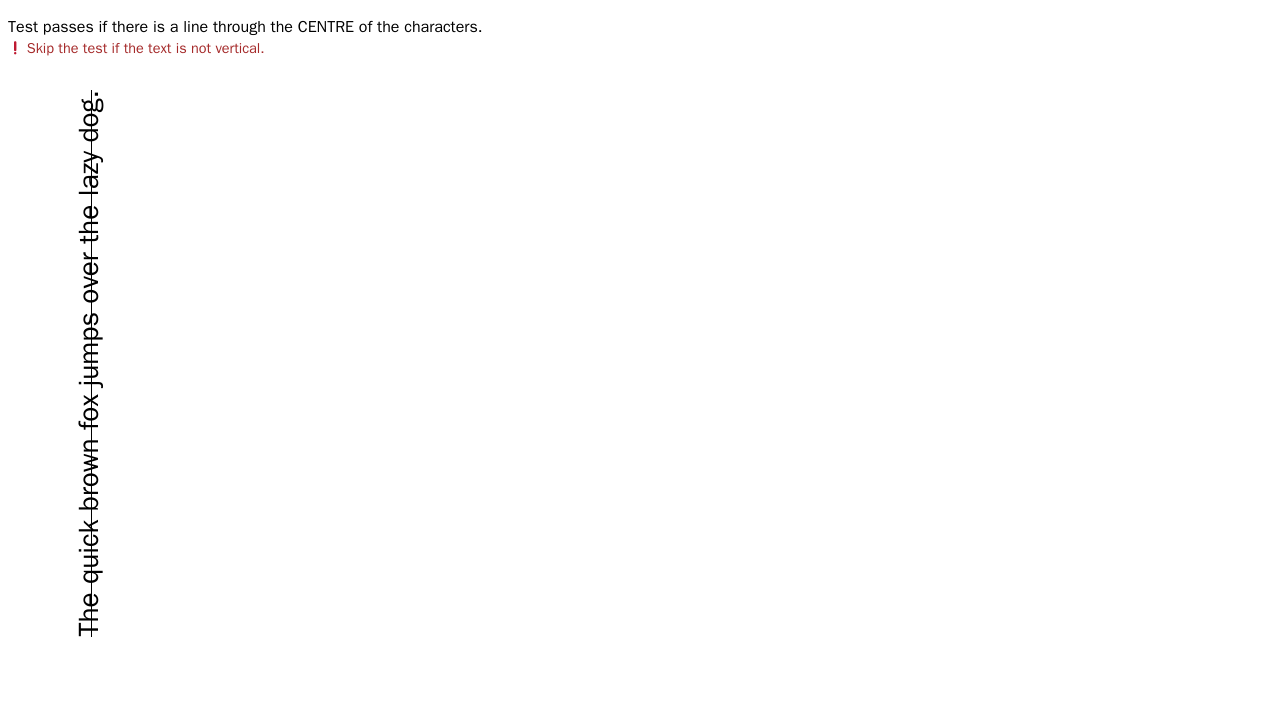 Test passes if there is a line through the CENTRE of the characters.
❗ Skip the test if the text is not vertical.
The quick brown fox jumps over the lazy dog.